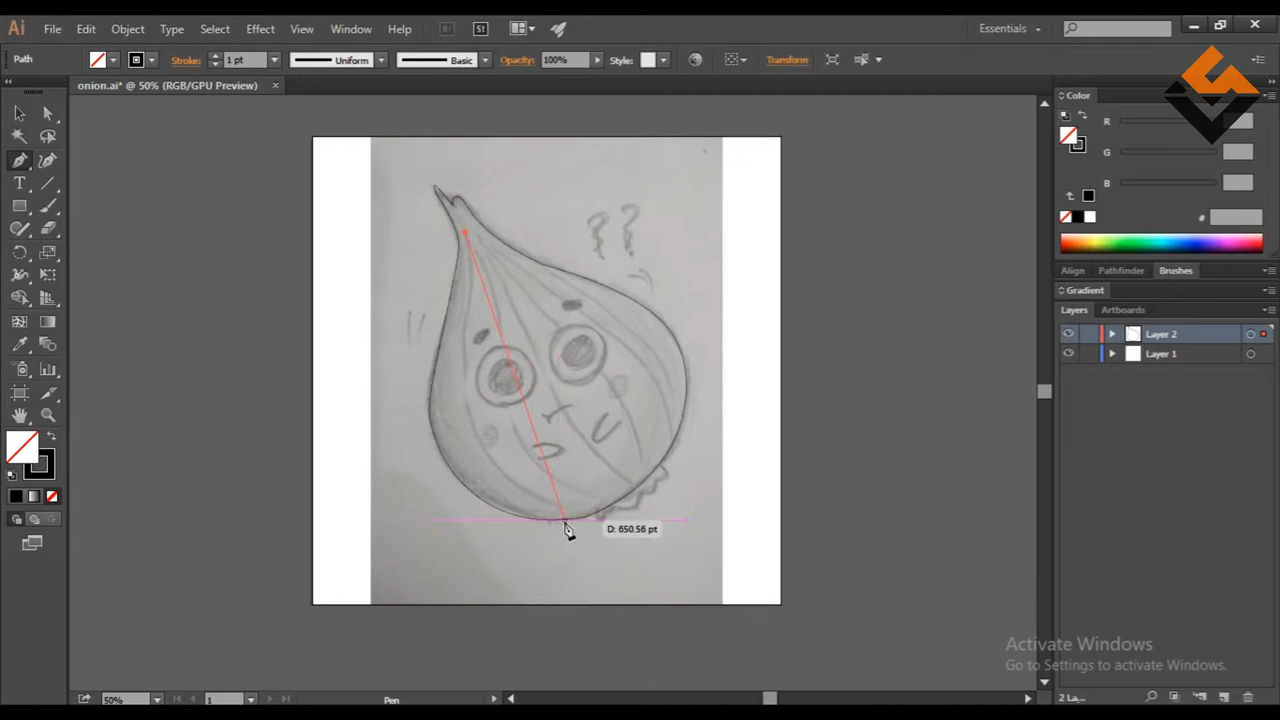 Ai File Edit Object Type Select Effect View Window Help Br St Essentials
Path Stroke: 1 pt Uniform Basic Opacity: 100% Style: Transform
onion.ai* @ 50% (RGB/GPU Preview) ×
Color
R
G
B
#
Align Pathfinder Brushes
Gradient
Layers Artboards
Layer 2
Layer 1
??
D: 650.56 pt
Activate Windows
Go to Settings to activate Windows.
50% 1 Pen 2 La...